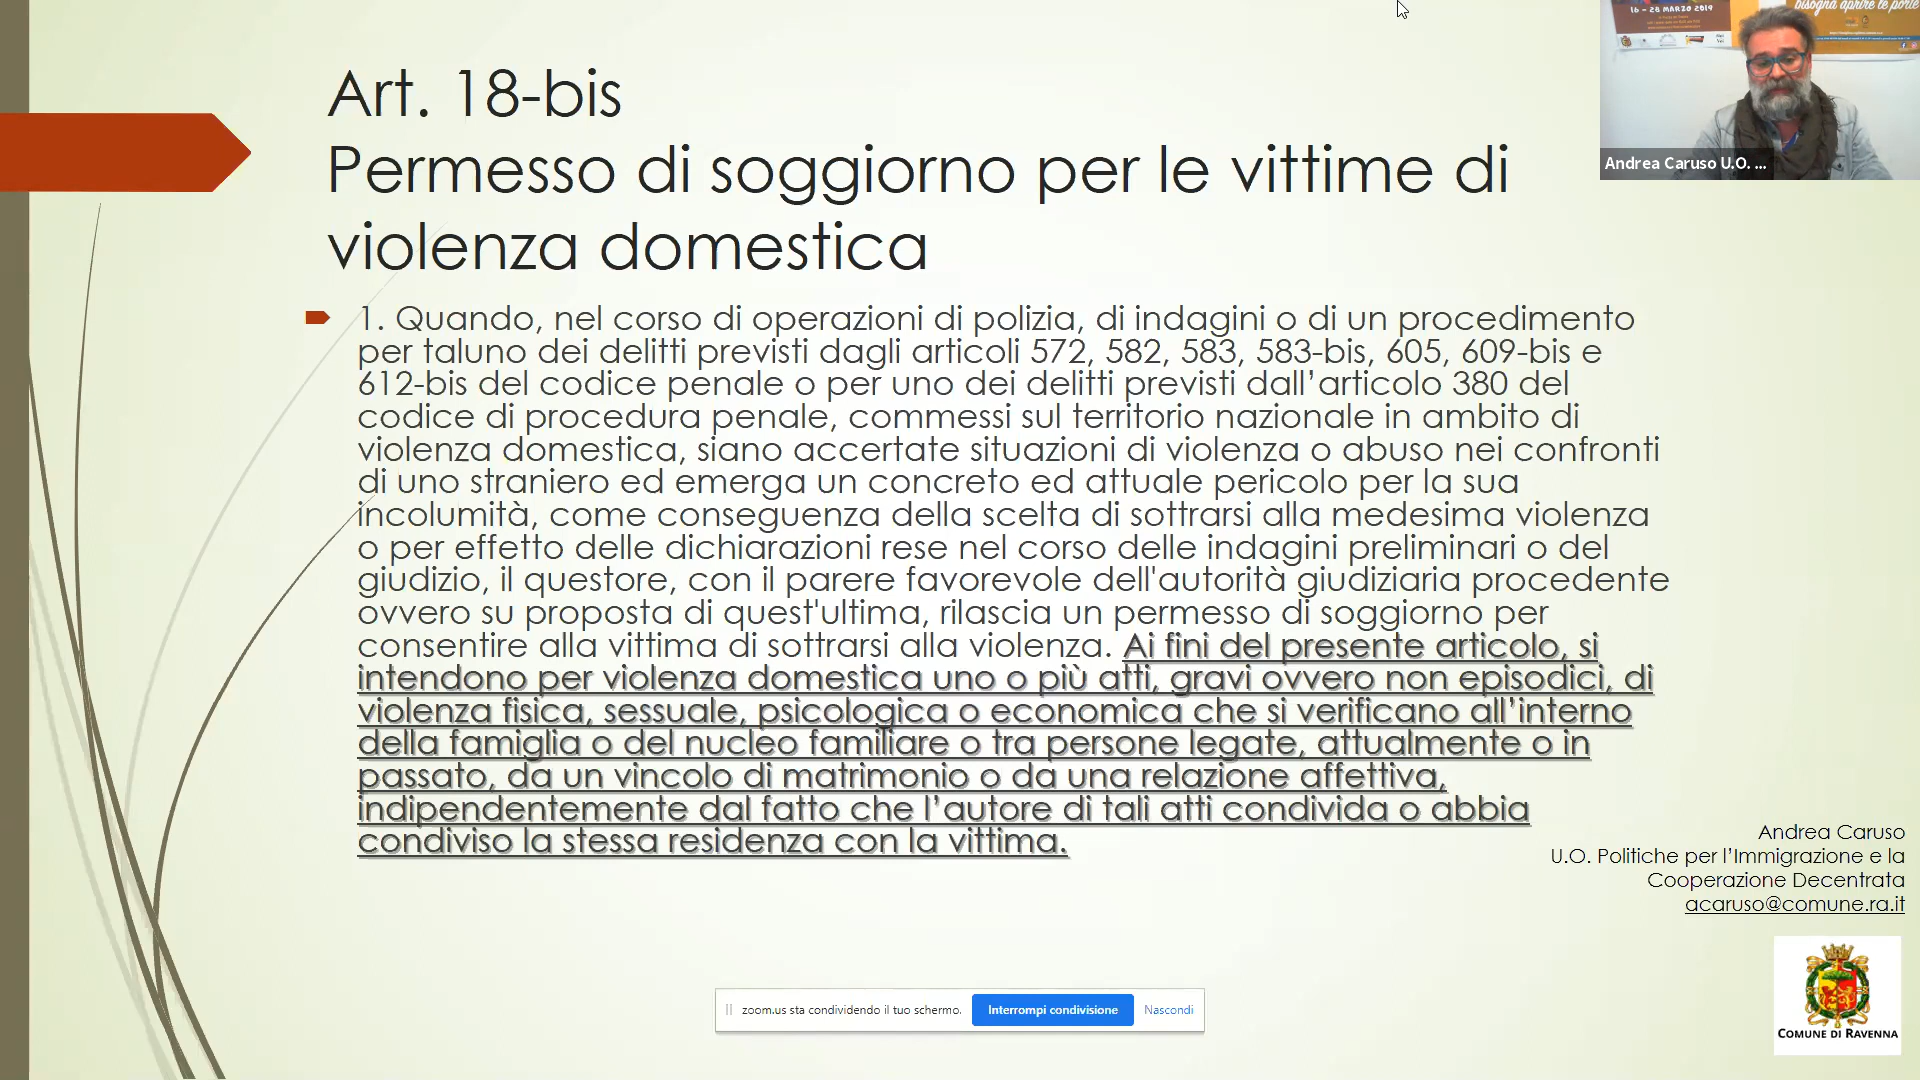 16 - 28 MARZO 2019
bisogna aprire le porte
Andrea Caruso U.O. ...
Art. 18-bis
Permesso di soggiorno per le vittime di
violenza domestica
1. Quando, nel corso di operazioni di polizia, di indagini o di un procedimento
per taluno dei delitti previsti dagli articoli 572, 582, 583, 583-bis, 605, 609-bis e
612-bis del codice penale o per uno dei delitti previsti dall’articolo 380 del
codice di procedura penale, commessi sul territorio nazionale in ambito di
violenza domestica, siano accertate situazioni di violenza o abuso nei confronti
di uno straniero ed emerga un concreto ed attuale pericolo per la sua
incolumità, come conseguenza della scelta di sottrarsi alla medesima violenza
o per effetto delle dichiarazioni rese nel corso delle indagini preliminari o del
giudizio, il questore, con il parere favorevole dell'autorità giudiziaria procedente
ovvero su proposta di quest'ultima, rilascia un permesso di soggiorno per
consentire alla vittima di sottrarsi alla violenza. Ai fini del presente articolo, si
intendono per violenza domestica uno o più atti, gravi ovvero non episodici, di
violenza fisica, sessuale, psicologica o economica che si verificano all’interno
della famiglia o del nucleo familiare o tra persone legate, attualmente o in
passato, da un vincolo di matrimonio o da una relazione affettiva,
indipendentemente dal fatto che l’autore di tali atti condivida o abbia
condiviso la stessa residenza con la vittima.
Andrea Caruso
U.O. Politiche per l’Immigrazione e la
Cooperazione Decentrata
acaruso@comune.ra.it
COMUNE DI RAVENNA
zoom.us sta condividendo il tuo schermo.
Interrompi condivisione
Nascondi